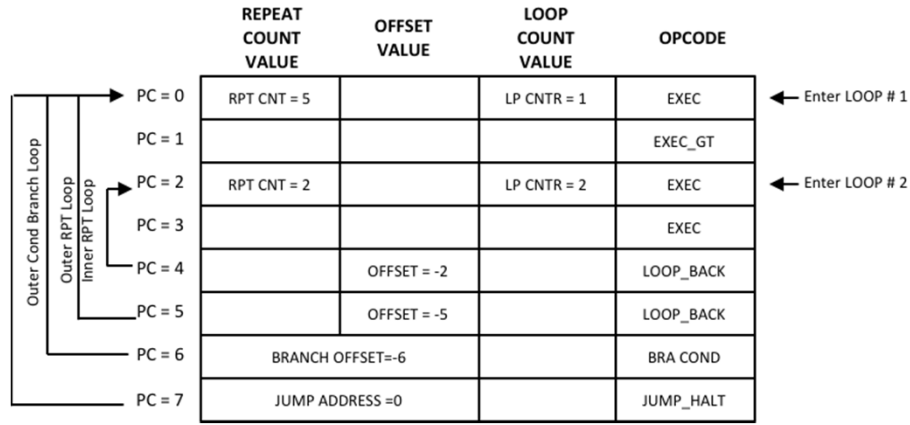 REPEAT
COUNT
VALUE
OFFSET
VALUE
LOOP
COUNT
VALUE
OPCODE
PC = 0
RPT CNT = 5
LP CNTR = 1
EXEC
Enter LOOP # 1
PC = 1
EXEC_GT
PC = 2
RPT CNT = 2
LP CNTR = 2
EXEC
Enter LOOP # 2
PC = 3
EXEC
PC = 4
OFFSET = -2
LOOP_BACK
PC = 5
OFFSET = -5
LOOP_BACK
PC = 6
BRANCH OFFSET=-6
BRA COND
PC = 7
JUMP ADDRESS =0
JUMP_HALT
Outer Cond Branch Loop
Outer RPT Loop
Inner RPT Loop